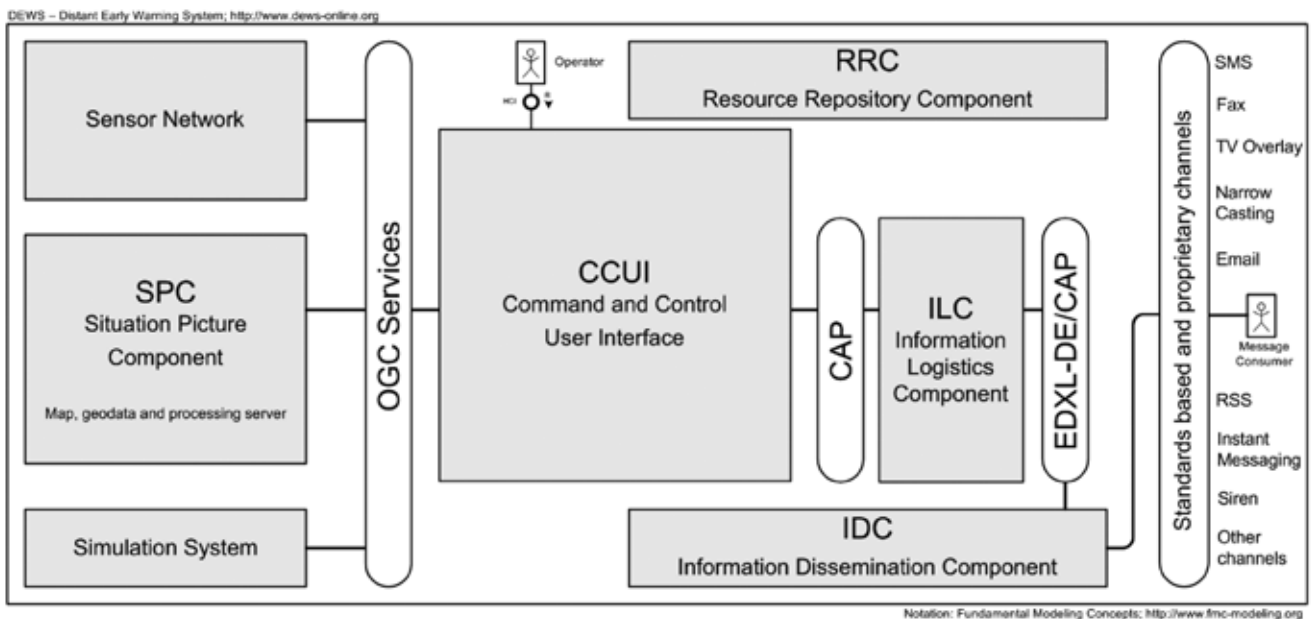 DEWS – Distant Early Warning System; http://www.dews-online.org
Sensor Network
SPC
Situation Picture
Component
Map, geodata and processing server
Simulation System
OGC Services
Operator
HCI
R
CCUI
Command and Control
User Interface
RRC
Resource Repository Component
CAP
ILC
Information
Logistics
Component
EDXL-DE/CAP
IDC
Information Dissemination Component
Standards based and proprietary channels
SMS
Fax
TV Overlay
Narrow
Casting
Email
Message
Consumer
RSS
Instant
Messaging
Siren
Other
channels
Notation: Fundamental Modeling Concepts; http://www.fmc-modeling.org